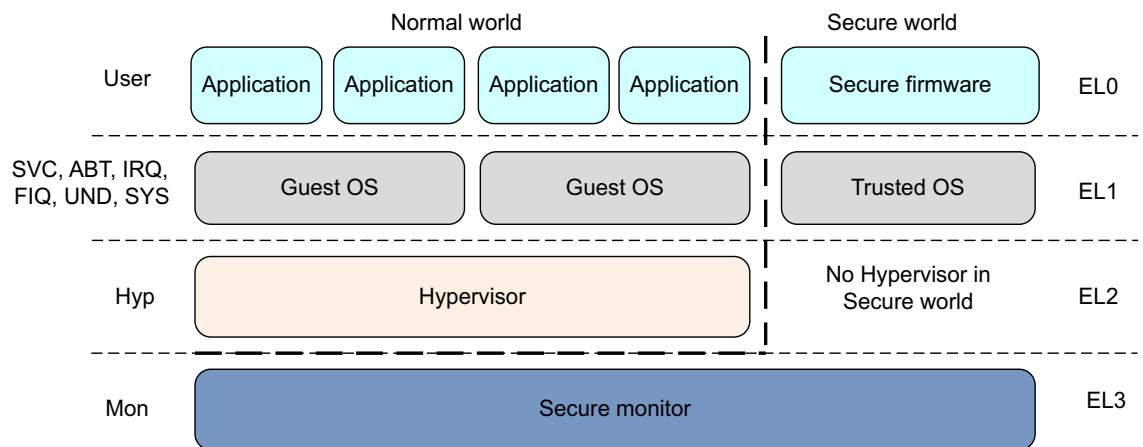 Normal world
Secure world
User
Application
Application
Application
Application
Secure firmware
EL0
SVC, ABT, IRQ,
FIQ, UND, SYS
Guest OS
Guest OS
Trusted OS
EL1
Hyp
Hypervisor
No Hypervisor in
Secure world
EL2
Mon
Secure monitor
EL3